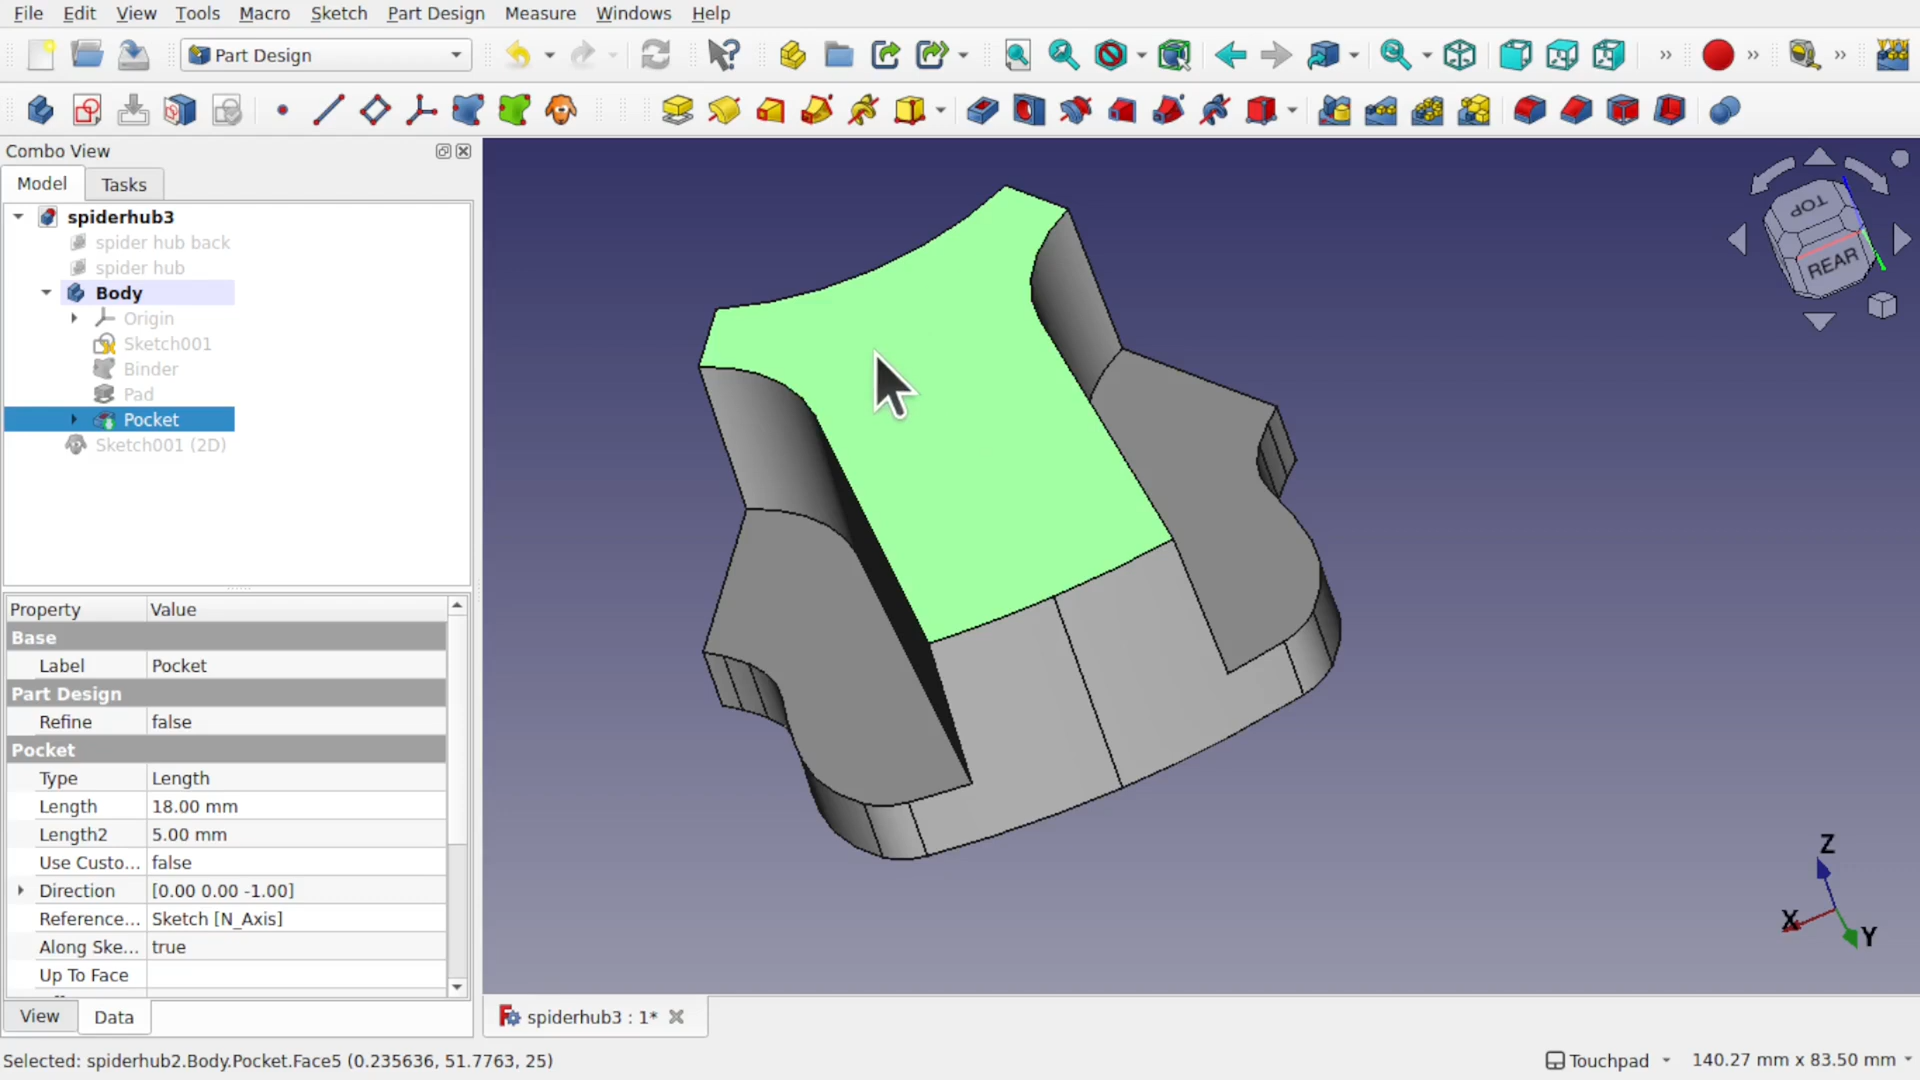 File Edit View Tools Macro Sketch Part Design Measure Windows Help
Part Design
Combo View
Model Tasks
spiderhub3
spider hub back
spider hub
Body
Origin
Sketch001
Binder
Pad
Pocket
Sketch001 (2D)
Property Value
Base
Label Pocket
Part Design
Refine false
Pocket
Type Length
Length 18.00 mm
Length2 5.00 mm
Use Custo... false
Direction [0.00 0.00 -1.00]
Reference... Sketch [N_Axis]
Along Ske... true
Up To Face
View Data
TOP
REAR
Z
X
Y
spiderhub3 : 1*
Selected: spiderhub2.Body.Pocket.Face5 (0.235636, 51.7763, 25)
Touchpad 140.27 mm x 83.50 mm